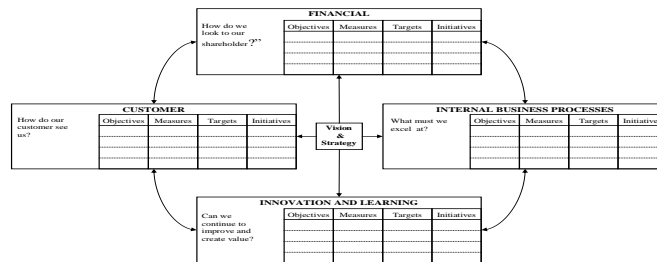 FINANCIAL
How do we
look to our
shareholder?”
Objectives Measures Targets Initiatives
CUSTOMER
How do our
customer see
us?
Objectives Measures Targets Initiatives
Vision
&
Strategy
INTERNAL BUSINESS PROCESSES
What must we
excel at?
Objectives Measures Targets Initiatives
INNOVATION AND LEARNING
Can we
continue to
improve and
create value?
Objectives Measures Targets Initiatives